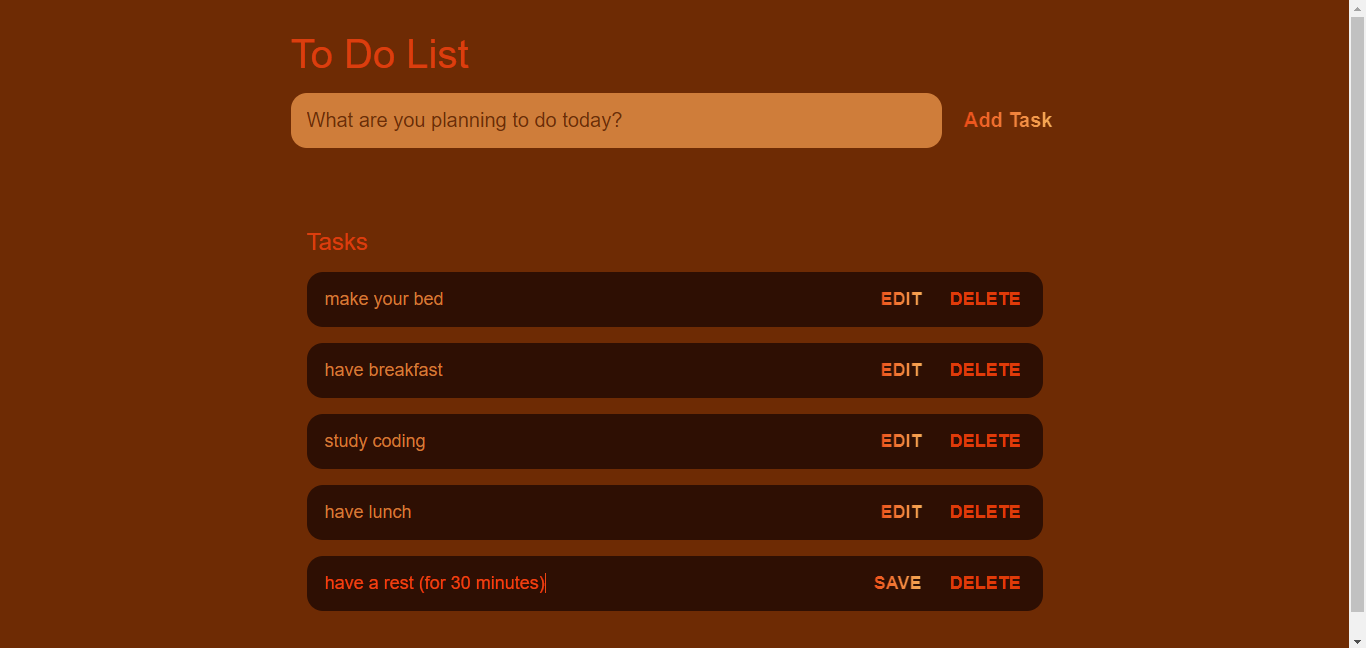 To Do List
What are you planning to do today? Add Task
Tasks
make your bed EDIT DELETE
have breakfast EDIT DELETE
study coding EDIT DELETE
have lunch EDIT DELETE
have a rest (for 30 minutes) SAVE DELETE